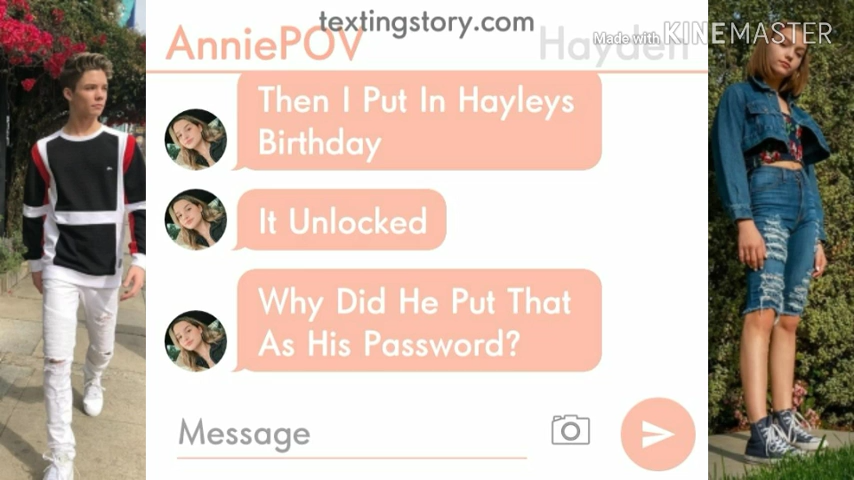 textingstory.com
AnniePOV
Hayden
Made with KINEMASTER
Then I Put In Hayleys
Birthday
It Unlocked
Why Did He Put That
As His Password?
Message